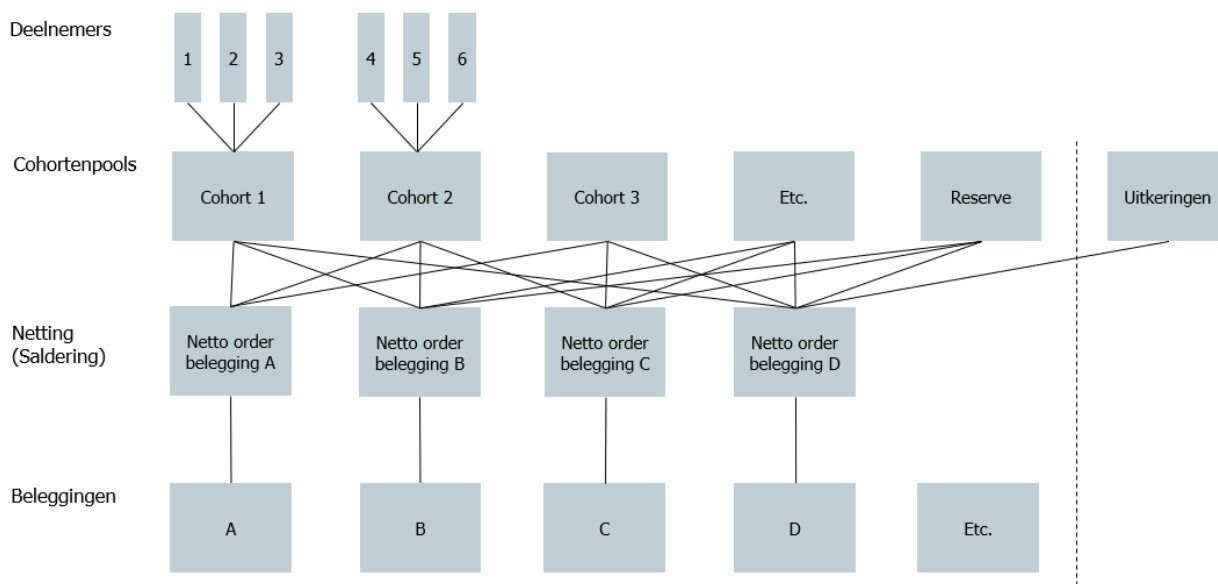 Deelnemers
1
2
3
4
5
6
Cohortenpools
Cohort 1
Cohort 2
Cohort 3
Etc.
Reserve
Uitkeringen
Netting
(Saldering)
Netto order
belegging A
Netto order
belegging B
Netto order
belegging C
Netto order
belegging D
Beleggingen
A
B
C
D
Etc.